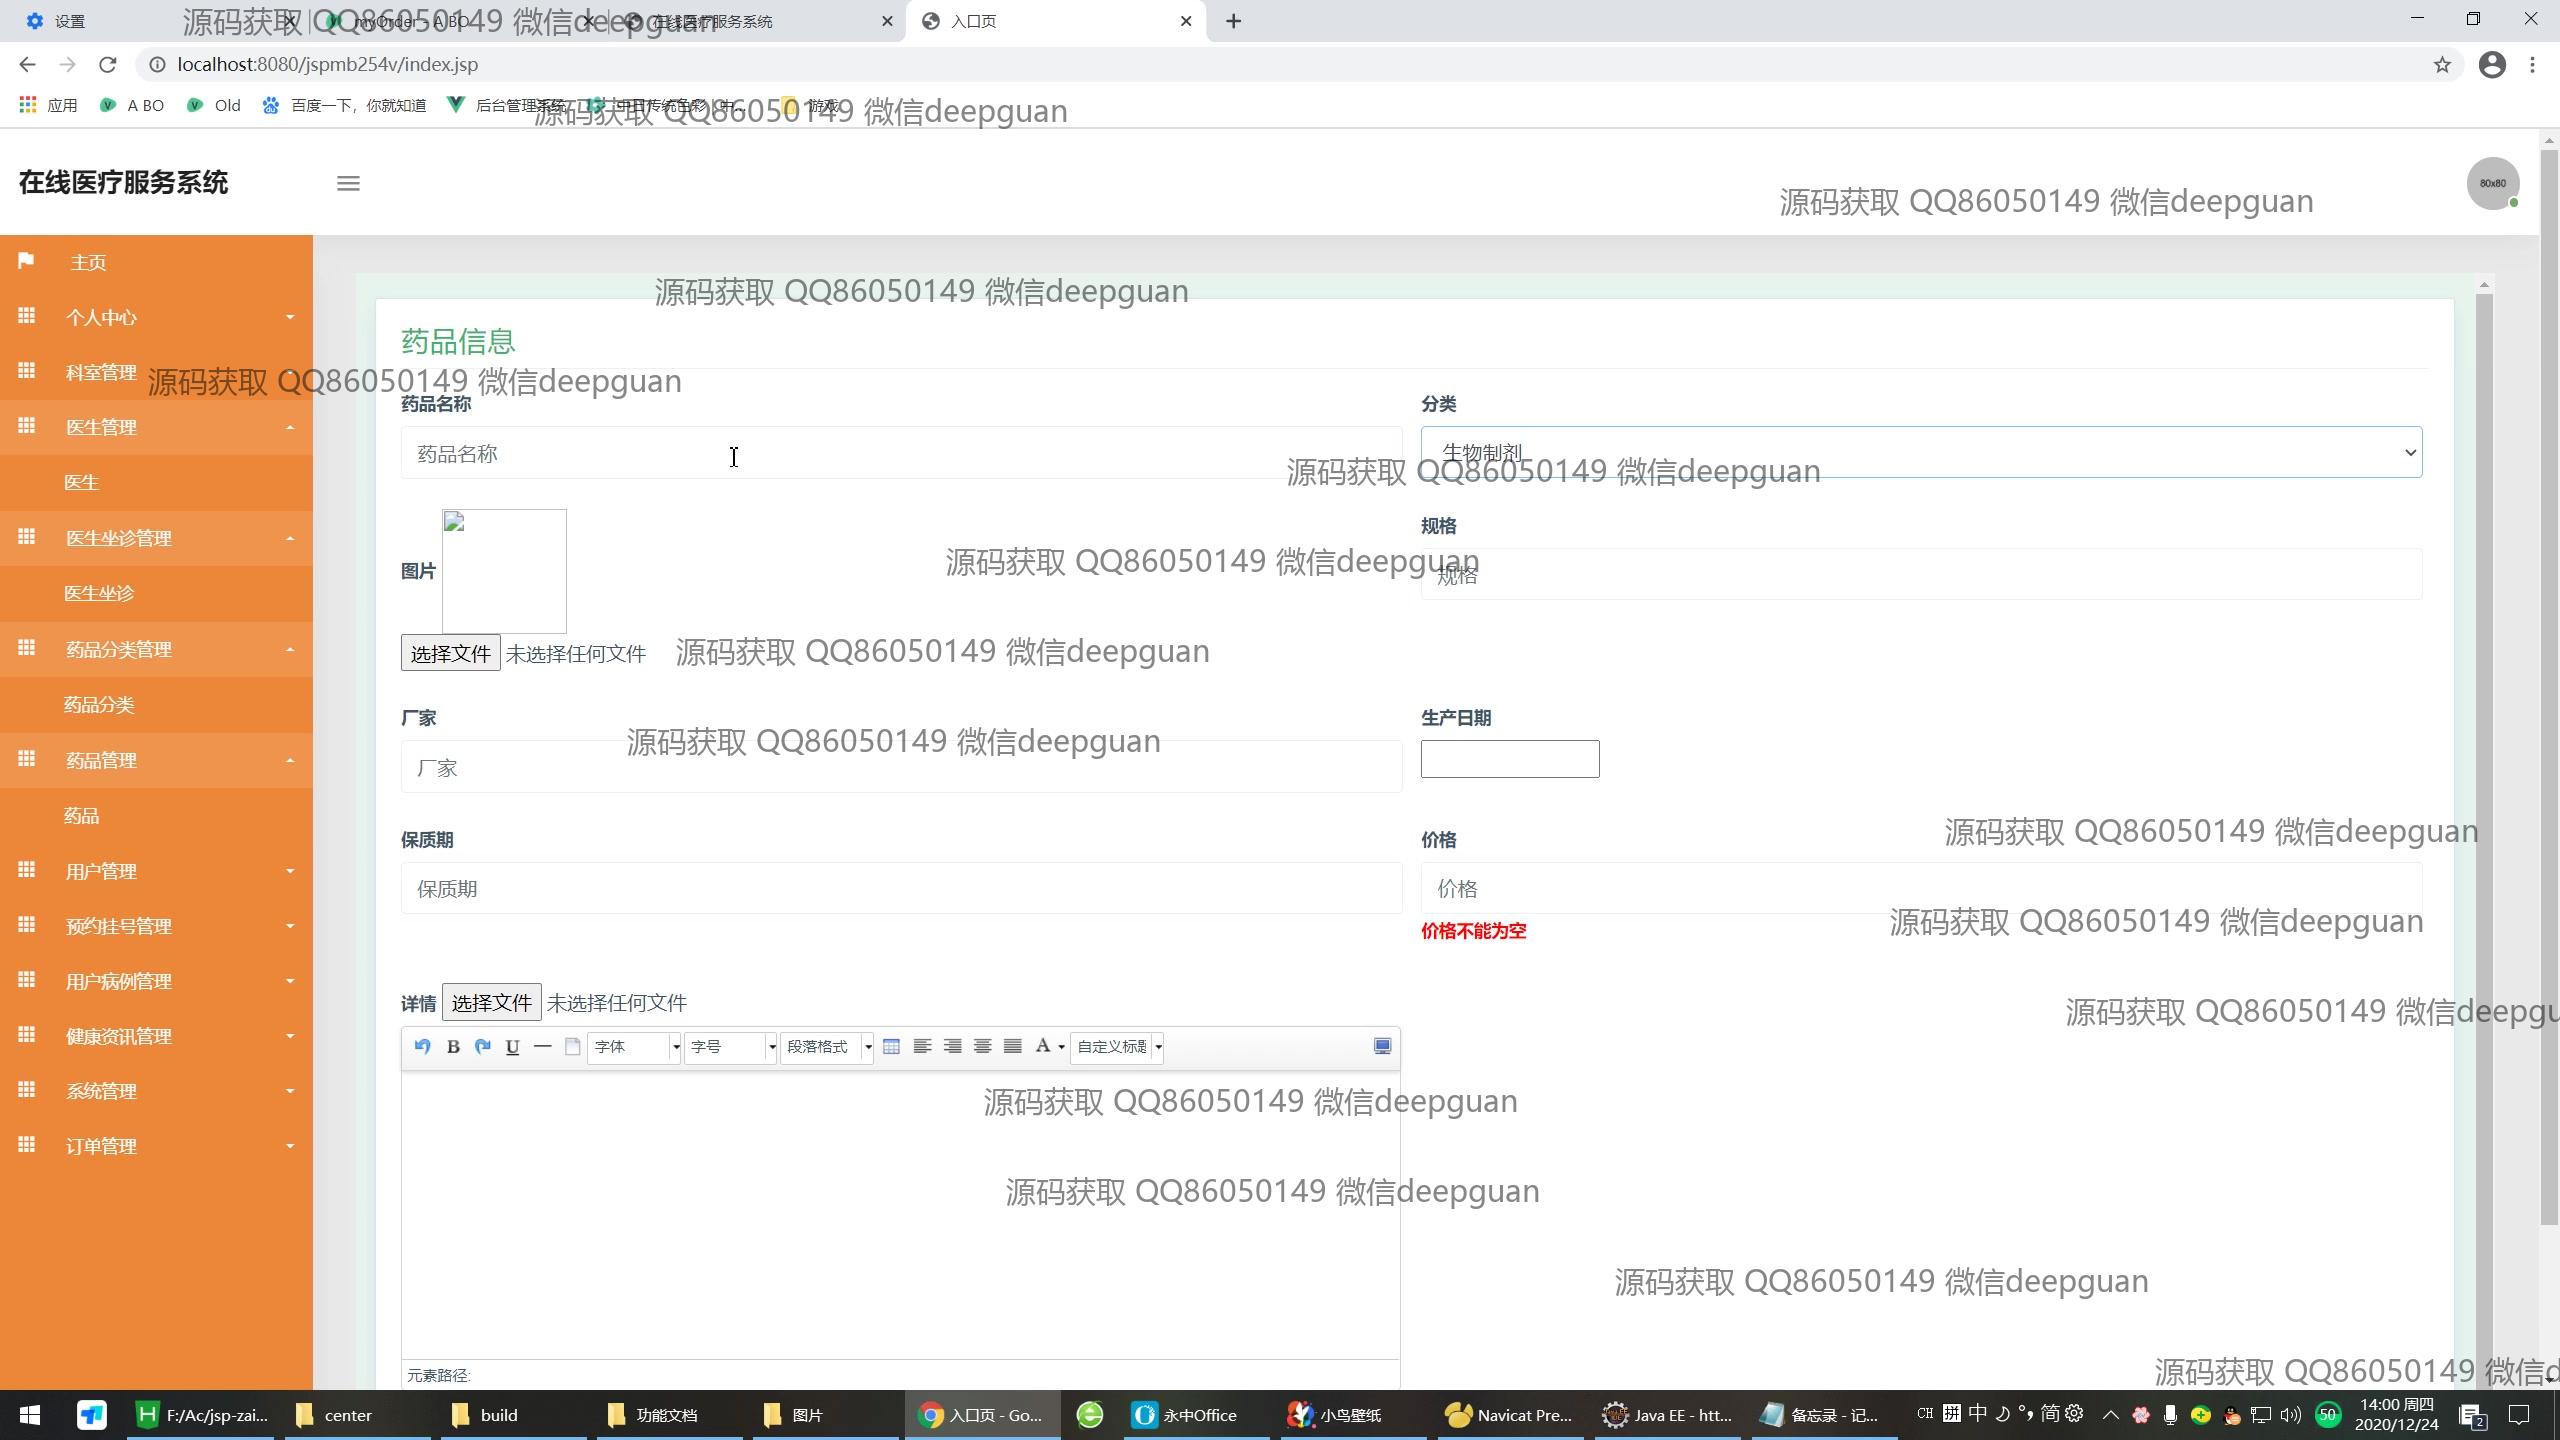 设置
myOrder - A BO
在线医疗服务系统
入口页
源码获取 QQ86050149 微信deepguan
localhost:8080/jspmb254v/index.jsp
应用
A BO
Old
百度一下，你就知道
后台管理系统
中日传统色彩
游戏
源码获取 QQ86050149 微信deepguan
在线医疗服务系统
80x80
源码获取 QQ86050149 微信deepguan
主页
个人中心
科室管理
医生管理
医生
医生坐诊管理
医生坐诊
药品分类管理
药品分类
药品管理
药品
用户管理
预约挂号管理
用户病例管理
健康资讯管理
系统管理
订单管理
源码获取 QQ86050149 微信deepguan
药品信息
源码获取 QQ86050149 微信deepguan
药品名称
分类
药品名称
生物制剂
源码获取 QQ86050149 微信deepguan
规格
源码获取 QQ86050149 微信deepguan
图片
规格
选择文件 未选择任何文件
源码获取 QQ86050149 微信deepguan
厂家
生产日期
源码获取 QQ86050149 微信deepguan
厂家
保质期
价格
源码获取 QQ86050149 微信deepguan
保质期
价格
源码获取 QQ86050149 微信deepguan
价格不能为空
详情 选择文件 未选择任何文件
源码获取 QQ86050149 微信deepgu
字体
字号
段落格式
自定义标题
源码获取 QQ86050149 微信deepguan
源码获取 QQ86050149 微信deepguan
源码获取 QQ86050149 微信deepguan
元素路径:
源码获取 QQ86050149 微信d
F:/Ac/jsp-zai...
center
build
功能文档
图片
入口页 - Go...
永中Office
小鸟壁纸
Navicat Pre...
Java EE - htt...
备忘录 - 记...
CH
拼
中
简
50
14:00 周四
2020/12/24
2